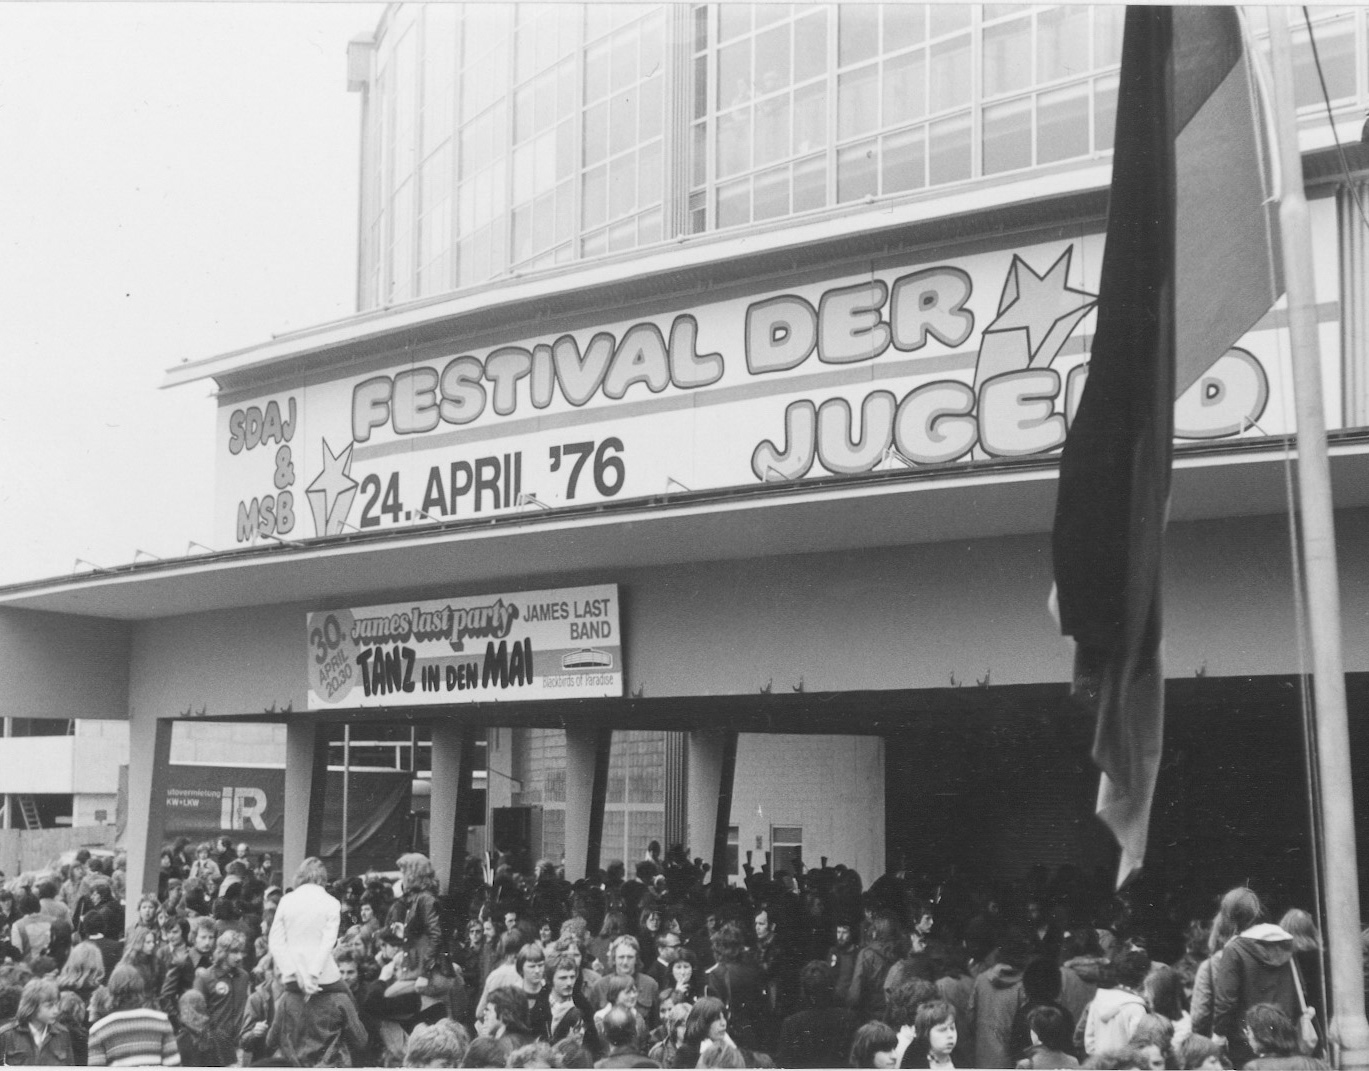 SDAJ
&
MSB
FESTIVAL DER
JUGEND
24. APRIL '76
30.
APRIL
20.30
james last party
TANZ IN DEN MAI
JAMES LAST
BAND
Blackbirds of Paradise
utovermietung
KW+LKW